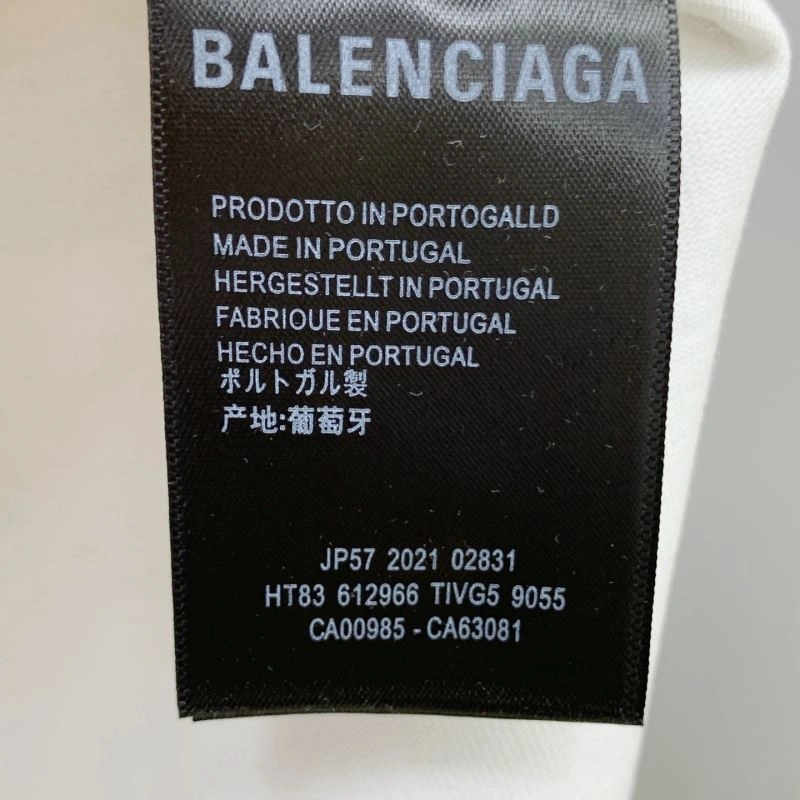 BALENCIAGA
PRODOTTO IN PORTOGALLD
MADE IN PORTUGAL
HERGESTELLT IN PORTUGAL
FABRIOUE EN PORTUGAL
HECHO EN PORTUGAL
ポルトガル製
产地:葡萄牙
JP57 2021 02831
HT83 612966 TIVG5 9055
CA00985 - CA63081